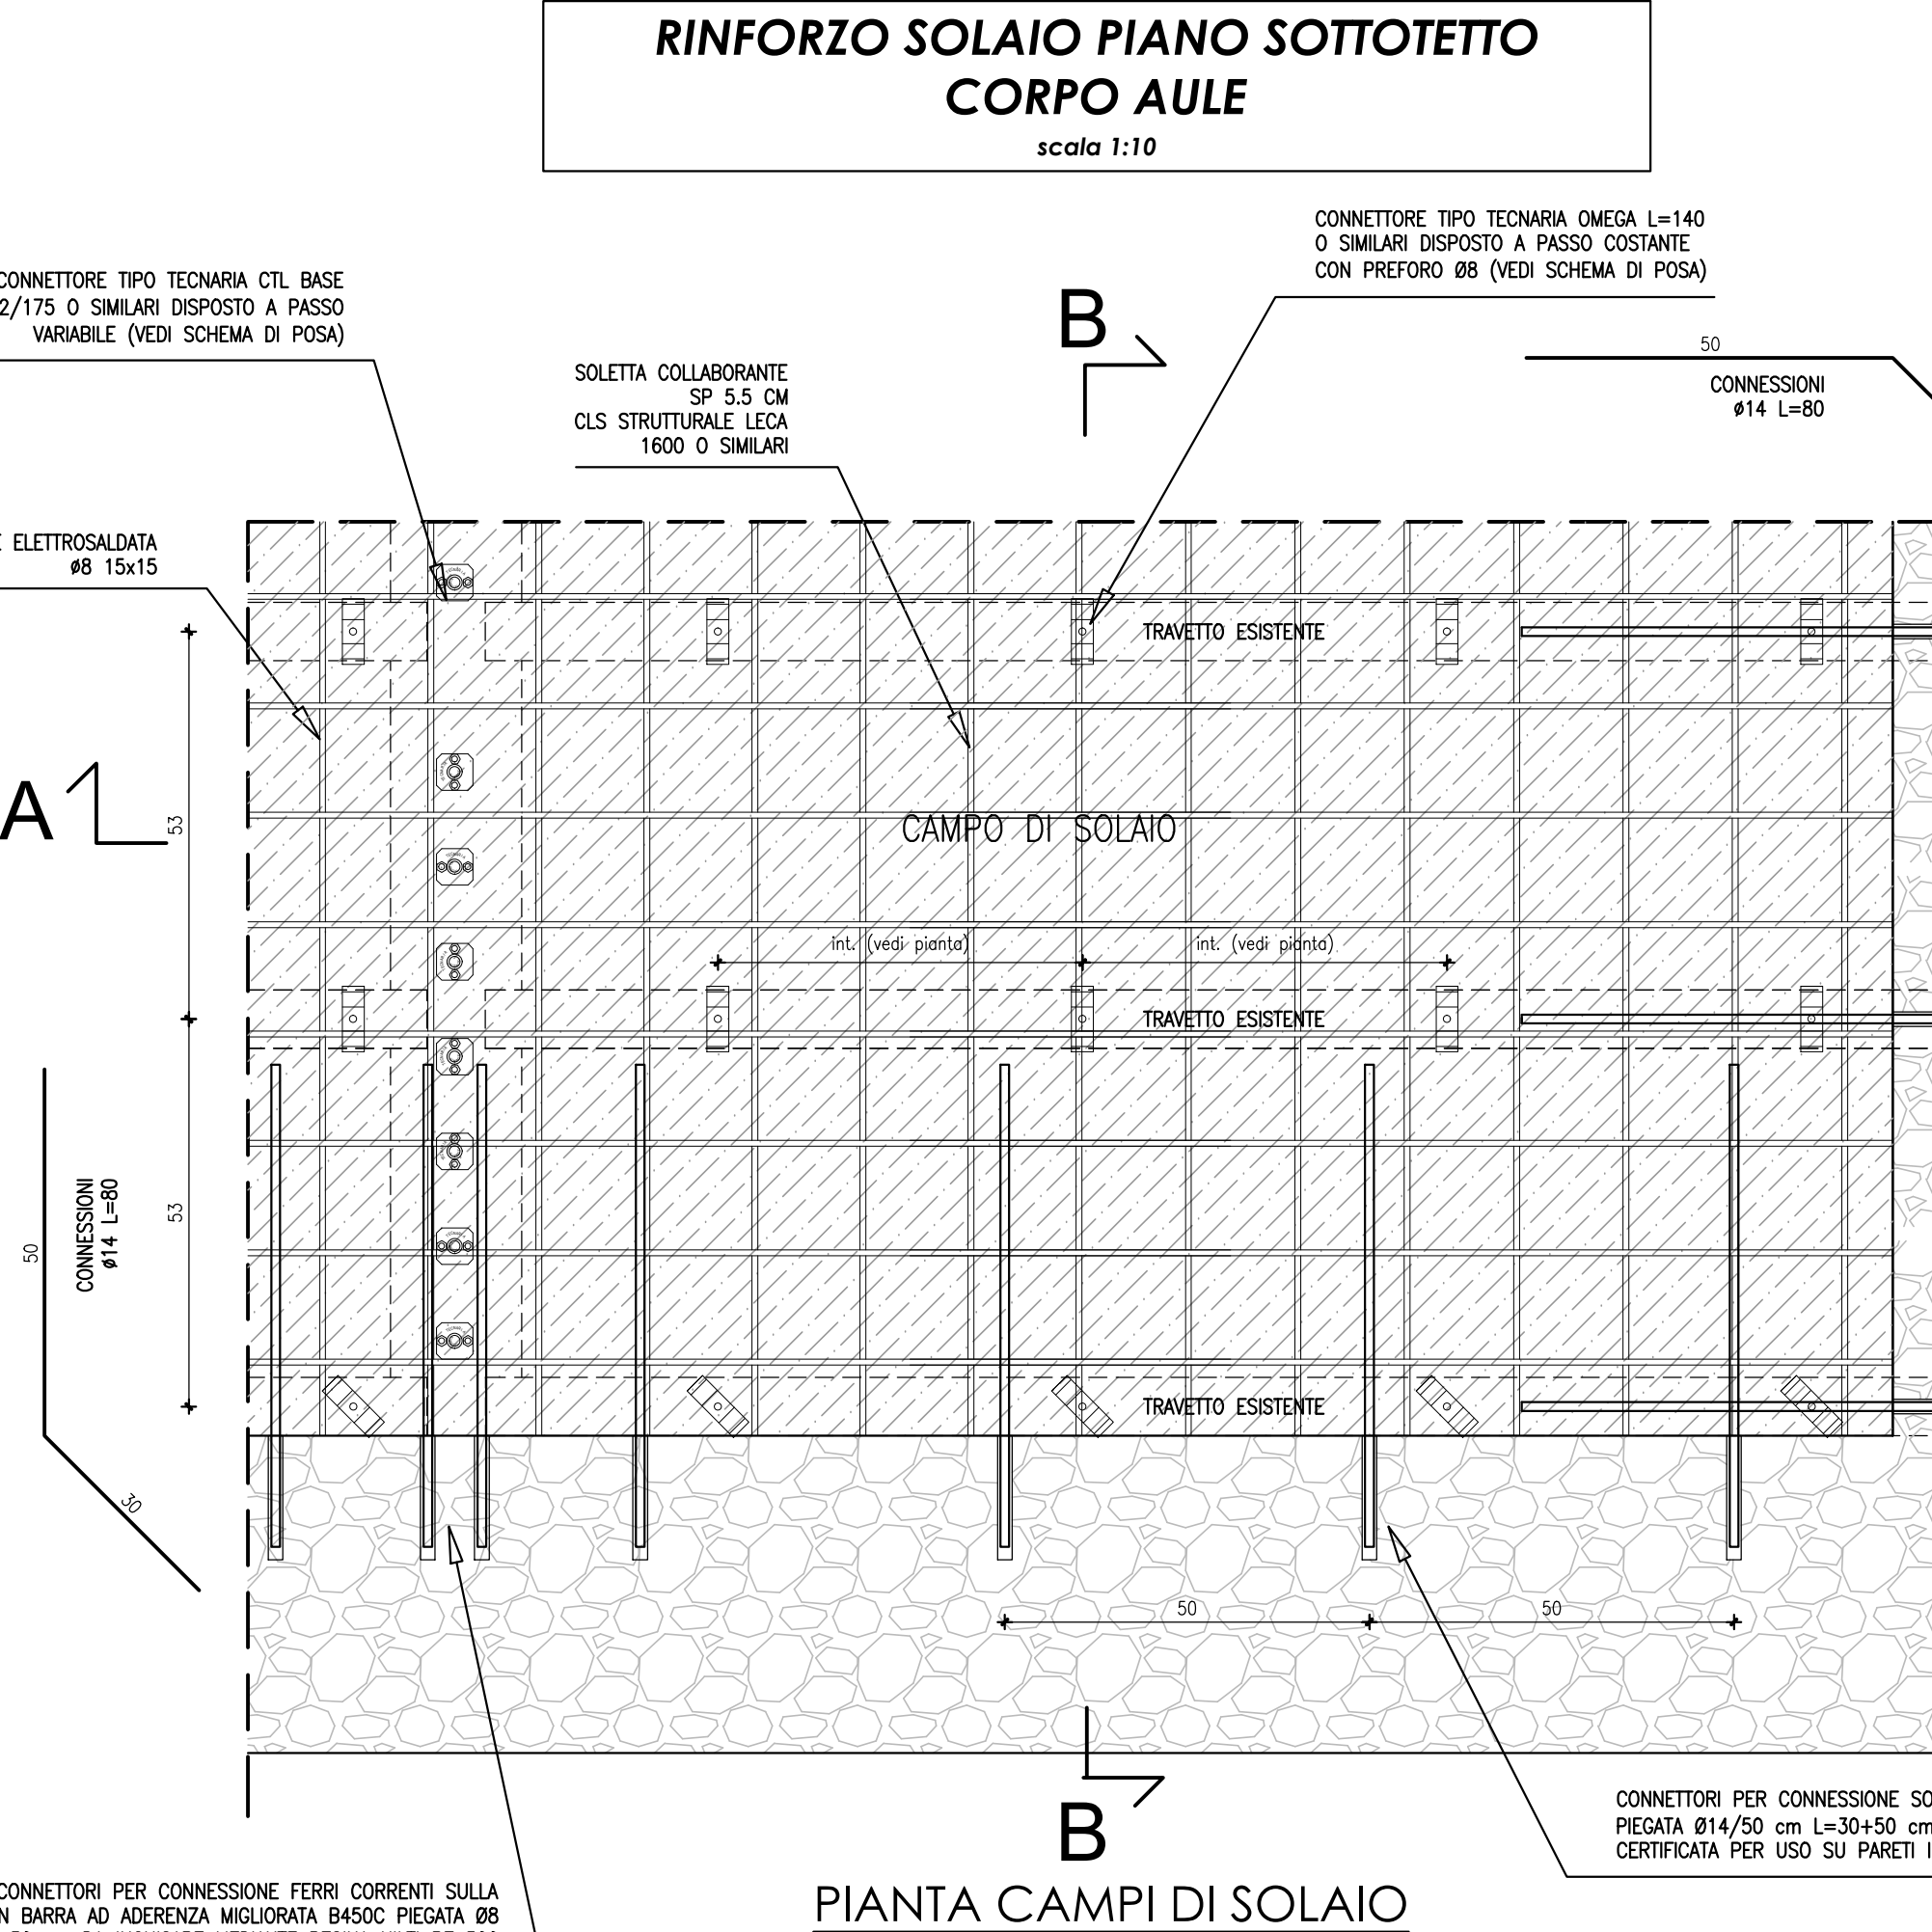 RINFORZO SOLAIO PIANO SOTTOTETTO
CORPO AULE
scala 1:10
CONNETTORE TIPO TECNARIA OMEGA L=140
O SIMILARI DISPOSTO A PASSO COSTANTE
CON PREFORO Ø8 (VEDI SCHEMA DI POSA)
CONNETTORE TIPO TECNARIA CTL BASE
2/175 O SIMILARI DISPOSTO A PASSO
VARIABILE (VEDI SCHEMA DI POSA)
B
50
CONNESSIONI
ø14 L=80
SOLETTA COLLABORANTE
SP 5.5 CM
CLS STRUTTURALE LECA
1600 O SIMILARI
ELETTROSALDATA
ø8 15x15
TRAVETTO ESISTENTE
A
53
CAMPO DI SOLAIO
int. (vedi pianta)
int. (vedi pianta)
TRAVETTO ESISTENTE
53
CONNESSIONI
ø14 L=80
50
30
TRAVETTO ESISTENTE
50
50
B
CONNETTORI PER CONNESSIONE SO
PIEGATA Ø14/50 cm L=30+50 cm
CERTIFICATA PER USO SU PARETI I
CONNETTORI PER CONNESSIONE FERRI CORRENTI SULLA
N BARRA AD ADERENZA MIGLIORATA B450C PIEGATA Ø8
PIANTA CAMPI DI SOLAIO